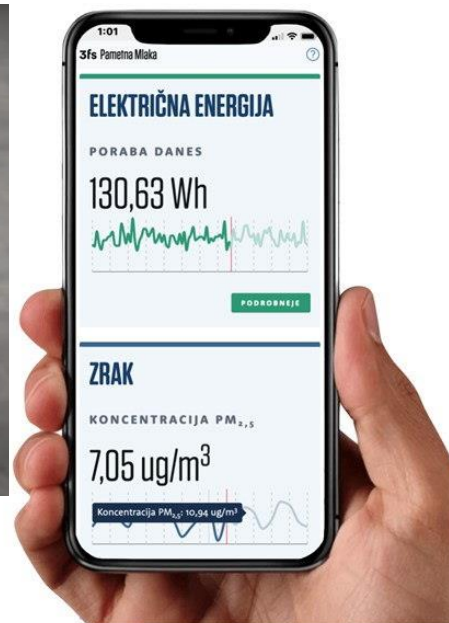 1:01
3fs Pametna Mlaka ?
ELEKTRIČNA ENERGIJA
PORABA DANES
130,63 Wh
PODROBNEJE
ZRAK
KONCENTRACIJA PM₂,₅
7,05 ug/m³
Koncentracija PM₂,₅: 10,94 ug/m³